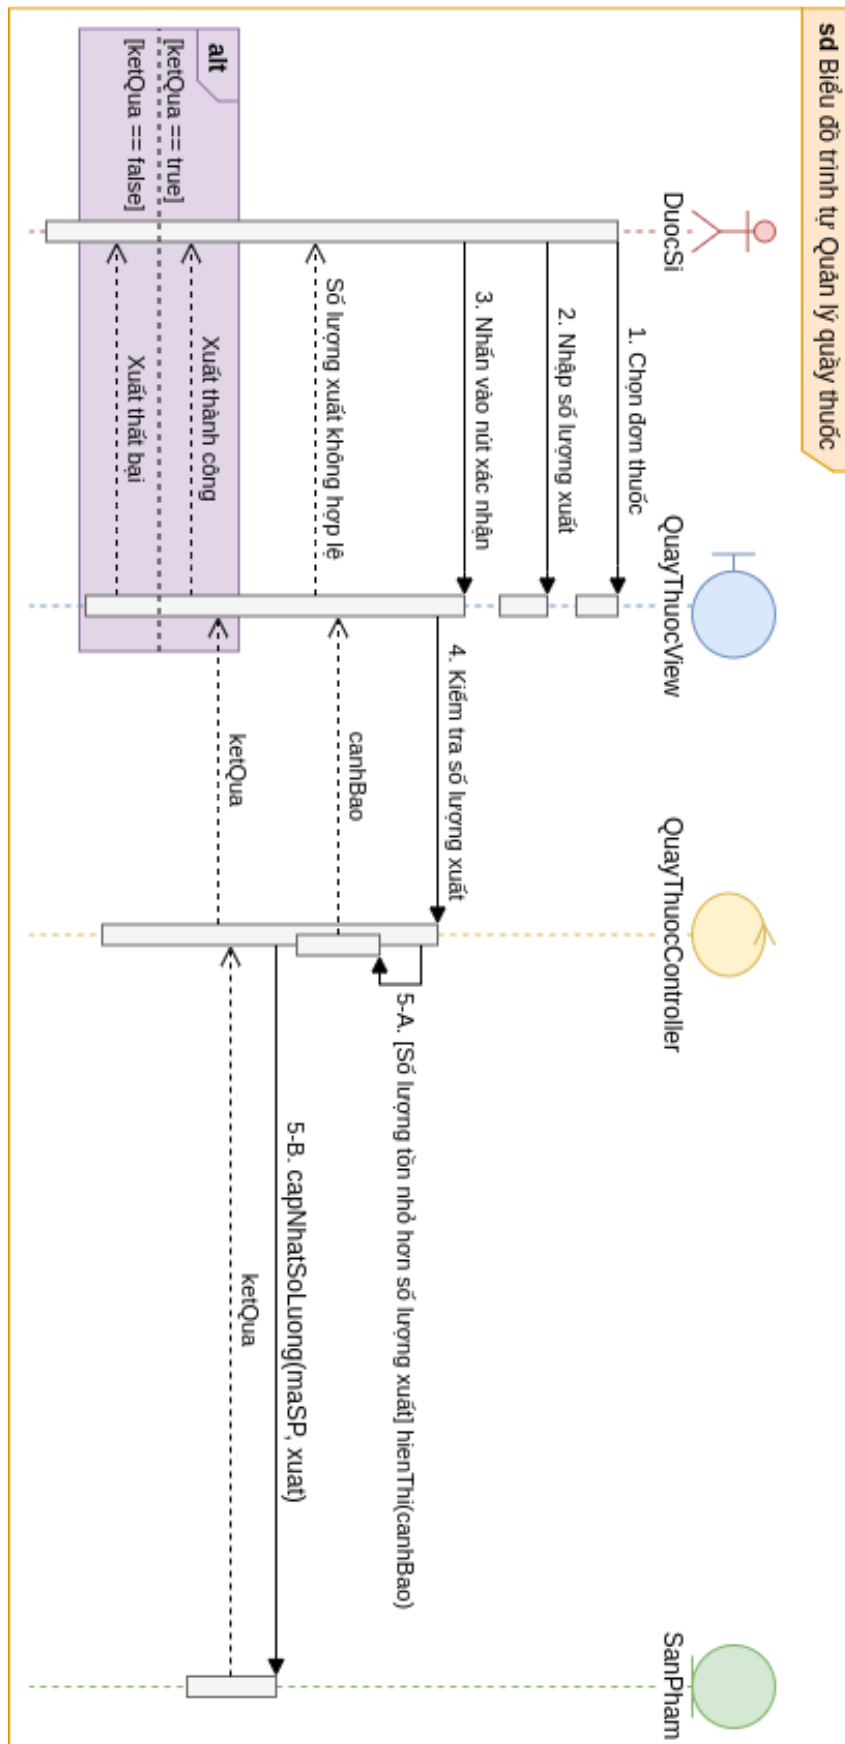 sd Biểu đồ trình tự Quản lý quầy thuốc
DuocSi
QuayThuocView
QuayThuocController
SanPham
1. Chọn đơn thuốc
2. Nhập số lượng xuất
3. Nhấn vào nút xác nhận
4. Kiểm tra số lượng xuất
5-A. [Số lượng tồn nhỏ hơn số lượng xuất] hienThi(canhBao)
canhBao
Số lượng xuất không hợp lệ
5-B. capNhatSoLuong(maSP, xuat)
ketQua
ketQua
alt
[ketQua == true]
Xuất thành công
[ketQua == false]
Xuất thất bại